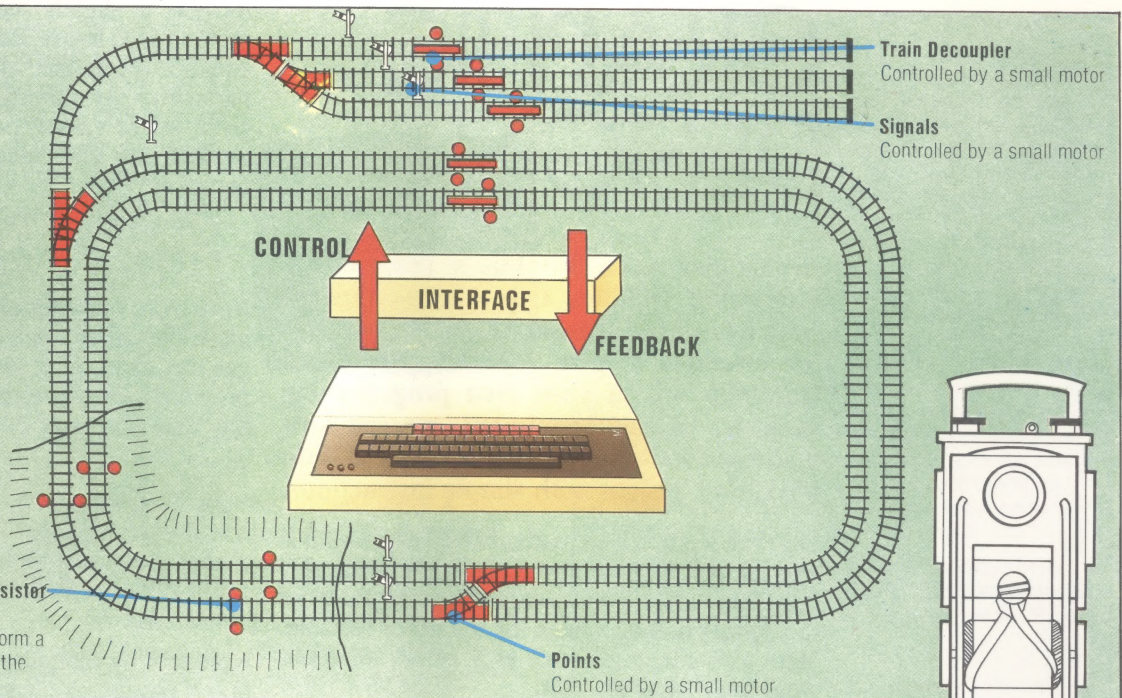 Train Decoupler
Controlled by a small motor
Signals
Controlled by a small motor
CONTROL
INTERFACE
FEEDBACK
sistor
orm a
the
Points
Controlled by a small motor